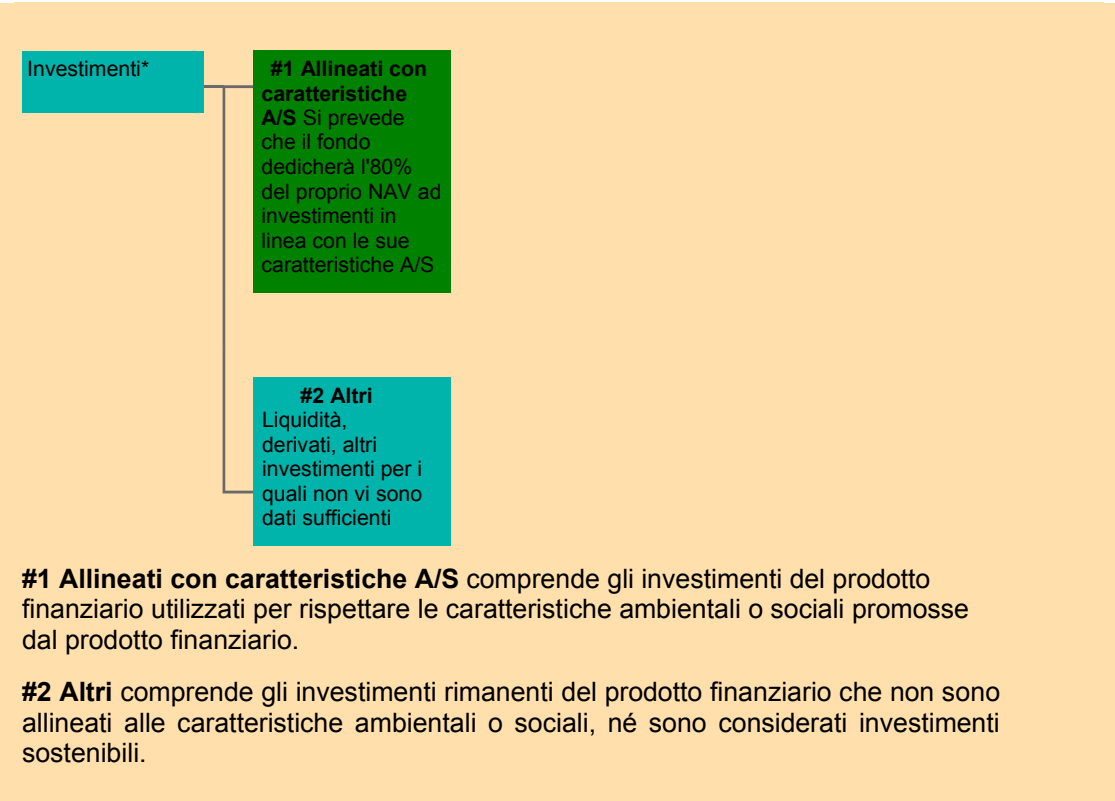 Investimenti*
#1 Allineati con
caratteristiche
A/S Si prevede
che il fondo
dedicherà l'80%
del proprio NAV ad
investimenti in
linea con le sue
caratteristiche A/S
#2 Altri
Liquidità,
derivati, altri
investimenti per i
quali non vi sono
dati sufficienti
#1 Allineati con caratteristiche A/S comprende gli investimenti del prodotto
finanziario utilizzati per rispettare le caratteristiche ambientali o sociali promosse
dal prodotto finanziario.
#2 Altri comprende gli investimenti rimanenti del prodotto finanziario che non sono
allineati alle caratteristiche ambientali o sociali, né sono considerati investimenti
sostenibili.